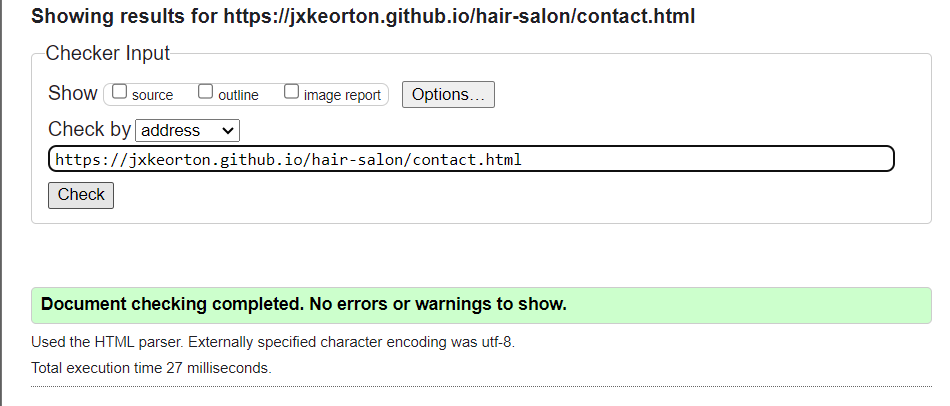 Showing results for https://jxkeorton.github.io/hair-salon/contact.html
Checker Input
Show source outline image report Options...
Check by address
https://jxkeorton.github.io/hair-salon/contact.html
Check
Document checking completed. No errors or warnings to show.
Used the HTML parser. Externally specified character encoding was utf-8.
Total execution time 27 milliseconds.